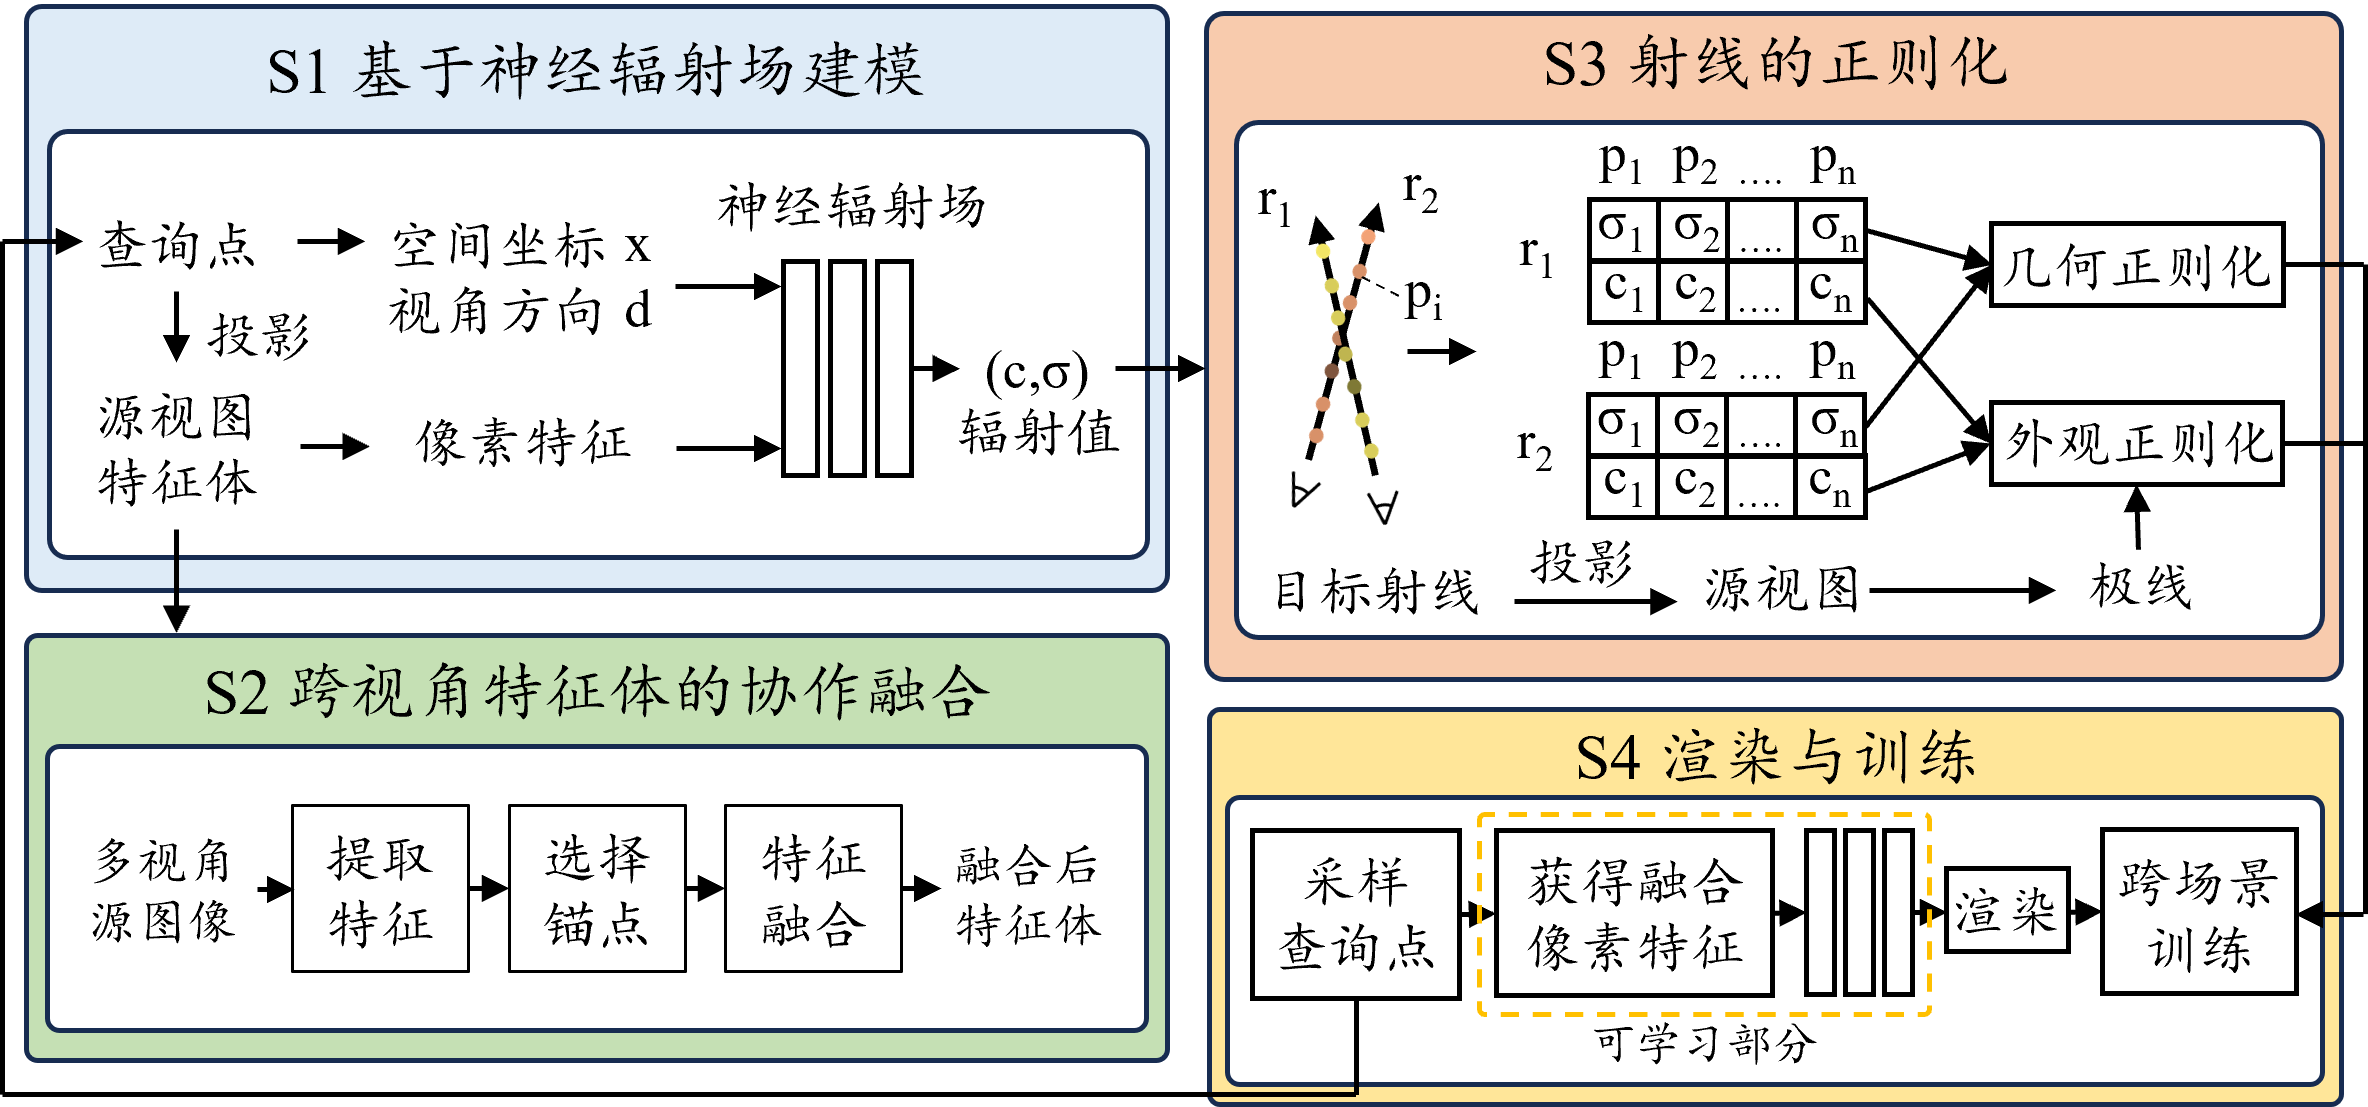 S1 基于神经辐射场建模
查询点
空间坐标 x
视角方向 d
投影
源视图
特征体
像素特征
神经辐射场
(c,σ)
辐射值
S2 跨视角特征体的协作融合
多视角
源图像
提取
特征
选择
锚点
特征
融合
融合后
特征体
S3 射线的正则化
r1
r2
pi
p1 p2 .... pn
r1
σ1 σ2 .... σn
c1 c2 .... cn
p1 p2 .... pn
r2
σ1 σ2 .... σn
c1 c2 .... cn
几何正则化
外观正则化
目标射线
投影
源视图
极线
S4 渲染与训练
采样
查询点
获得融合
像素特征
渲染
跨场景
训练
可学习部分